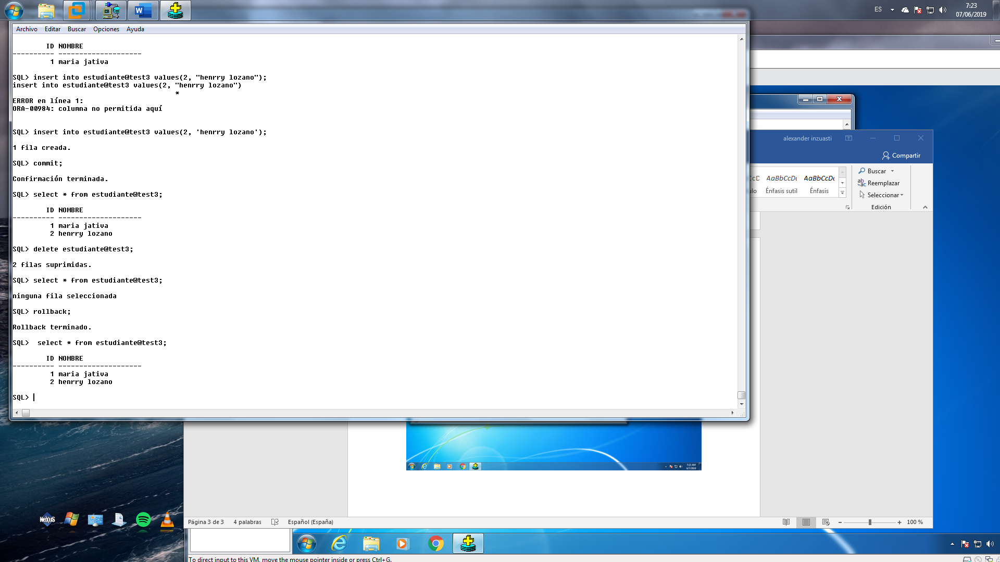 ES
7:23
07/06/2019
Archivo Editar Buscar Opciones Ayuda
ID NOMBRE
---------- --------------------
1 maria jativa
SQL> insert into estudiante@test3 values(2, "henrry lozano");
insert into estudiante@test3 values(2, "henrry lozano")
*
ERROR en línea 1:
ORA-00984: columna no permitida aquí
SQL> insert into estudiante@test3 values(2, 'henrry lozano');
1 fila creada.
SQL> commit;
Confirmación terminada.
SQL> select * from estudiante@test3;
ID NOMBRE
---------- --------------------
1 maria jativa
2 henrry lozano
SQL> delete estudiante@test3;
2 filas suprimidas.
SQL> select * from estudiante@test3;
ninguna fila seleccionada
SQL> rollback;
Rollback terminado.
SQL>  select * from estudiante@test3;
ID NOMBRE
---------- --------------------
1 maria jativa
2 henrry lozano
SQL>
alexander inzuasti
Compartir
AaBbCcDc AaBbCcDc
Énfasis sutil Énfasis
Buscar
Reemplazar
Seleccionar
Edición
7:22 AM
6/7/2019
NEXUS
Página 3 de 3 4 palabras Español (España) 100 %
To direct input to this VM, move the mouse pointer inside or press Ctrl+G.